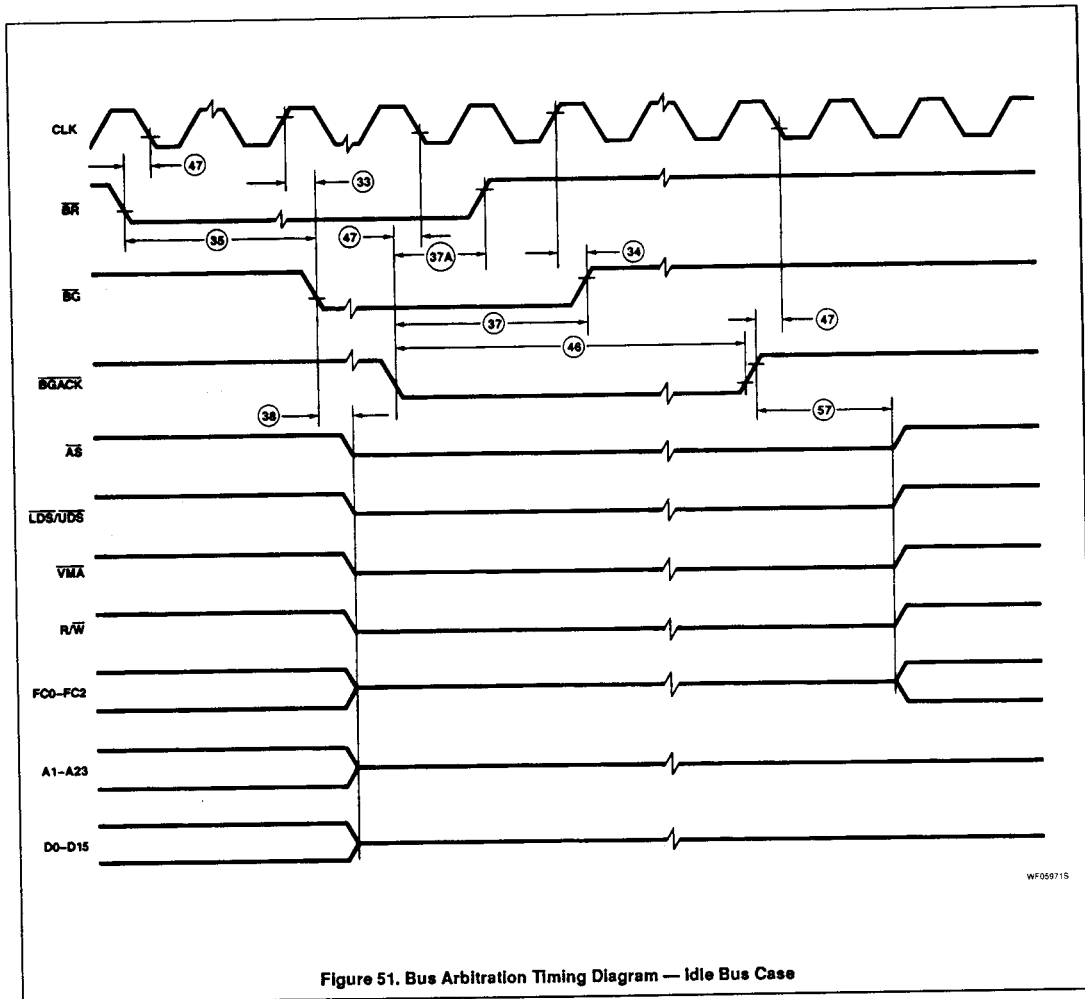 CLK
47
33
BR
35
47
37A
34
BG
37
47
46
BGACK
38
57
AS
LDS/UDS
VMA
R/W
FC0–FC2
A1–A23
D0–D15
WF05971S
Figure 51. Bus Arbitration Timing Diagram — Idle Bus Case